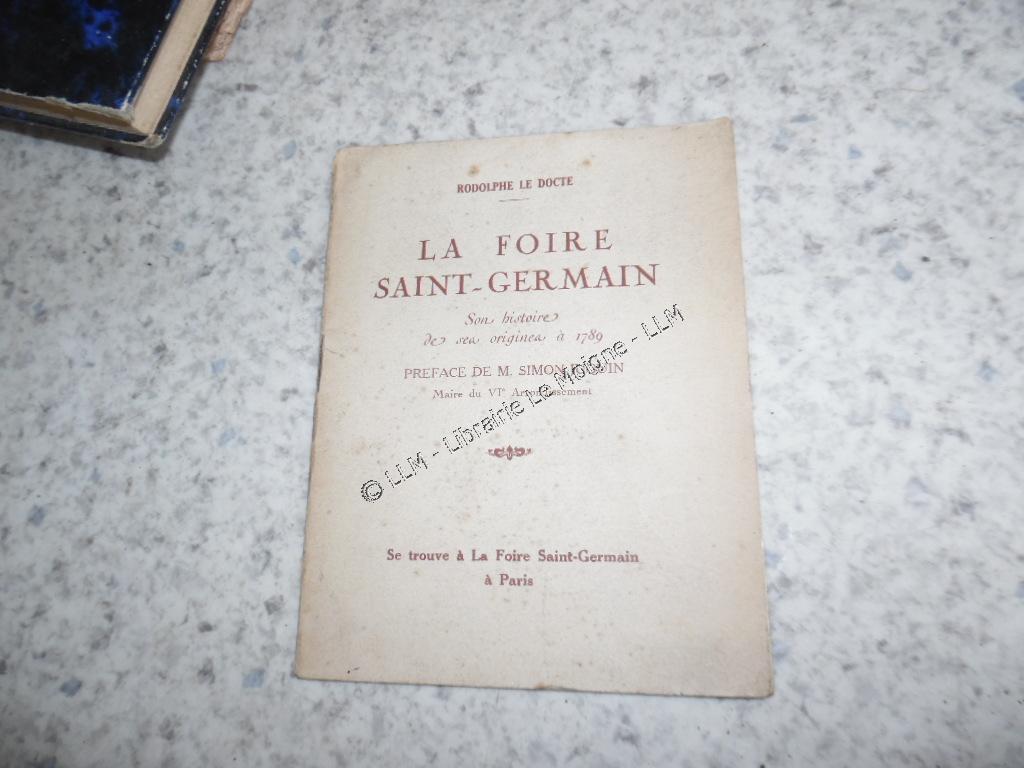 RODOLPHE LE DOCTE
LA FOIRE
SAINT-GERMAIN
Son histoire
de ses origines à 1789
PREFACE DE M. SIMON
Maire du VIe Arrondissement
Se trouve à La Foire Saint-Germain
à Paris
© LLM - Librairie Le Moigne - LLM